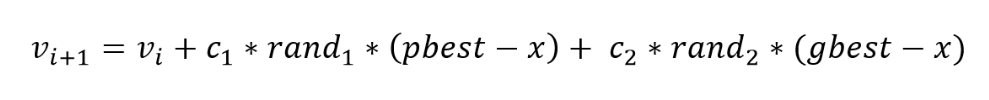 v_{i+1} = v_i + c_1 * rand_1 * (pbest − x) + c_2 * rand_2 * (gbest − x)